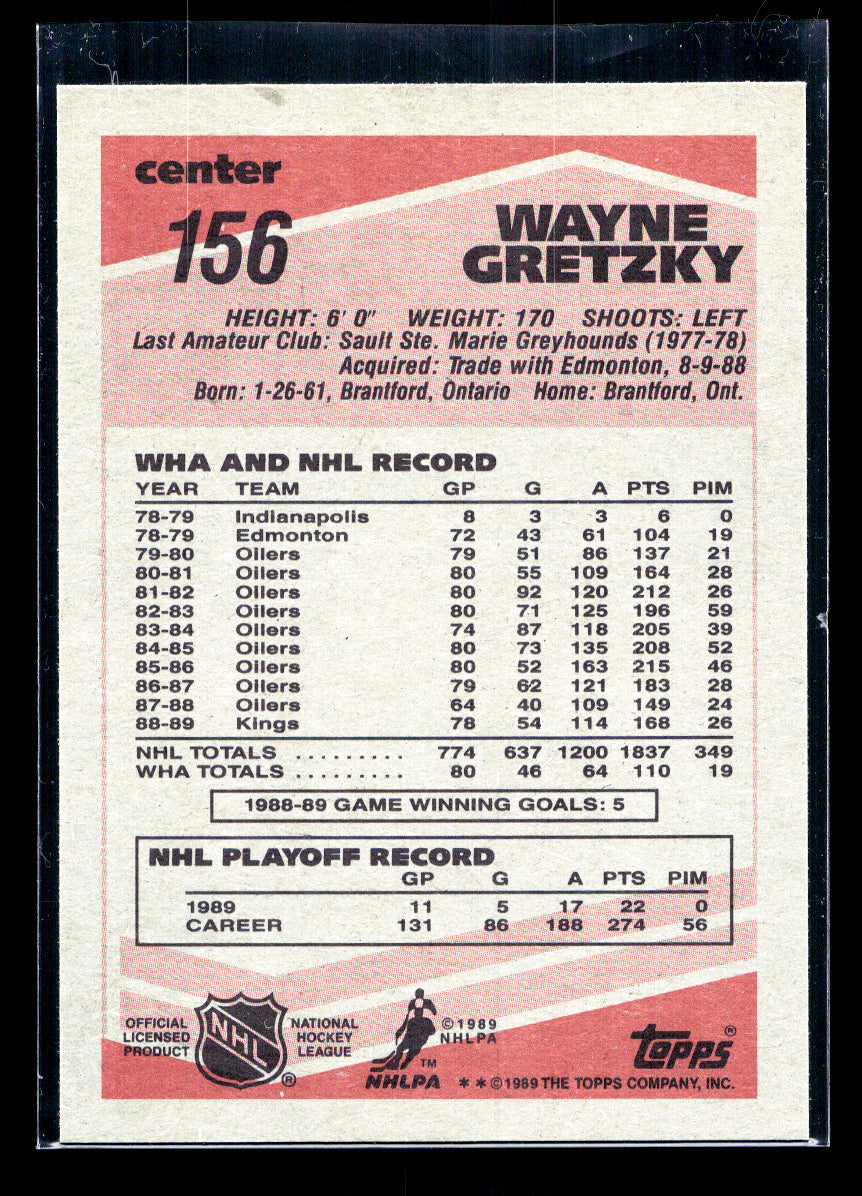 center
156
WAYNE
GRETZKY
HEIGHT: 6' 0" WEIGHT: 170 SHOOTS: LEFT
Last Amateur Club: Sault Ste. Marie Greyhounds (1977-78)
Acquired: Trade with Edmonton, 8-9-88
Born: 1-26-61, Brantford, Ontario Home: Brantford, Ont.
WHA AND NHL RECORD
YEAR TEAM GP G A PTS PIM
78-79 Indianapolis 8 3 3 6 0
78-79 Edmonton 72 43 61 104 19
79-80 Oilers 79 51 86 137 21
80-81 Oilers 80 55 109 164 28
81-82 Oilers 80 92 120 212 26
82-83 Oilers 80 71 125 196 59
83-84 Oilers 74 87 118 205 39
84-85 Oilers 80 73 135 208 52
85-86 Oilers 80 52 163 215 46
86-87 Oilers 79 62 121 183 28
87-88 Oilers 64 40 109 149 24
88-89 Kings 78 54 114 168 26
NHL TOTALS ......... 774 637 1200 1837 349
WHA TOTALS ......... 80 46 64 110 19
1988-89 GAME WINNING GOALS: 5
NHL PLAYOFF RECORD
GP G A PTS PIM
1989 11 5 17 22 0
CAREER 131 86 188 274 56
OFFICIAL LICENSED PRODUCT
NHL ®
NATIONAL HOCKEY LEAGUE
NHLPA ™
©1989 NHLPA
topps®
**©1989 THE TOPPS COMPANY, INC.